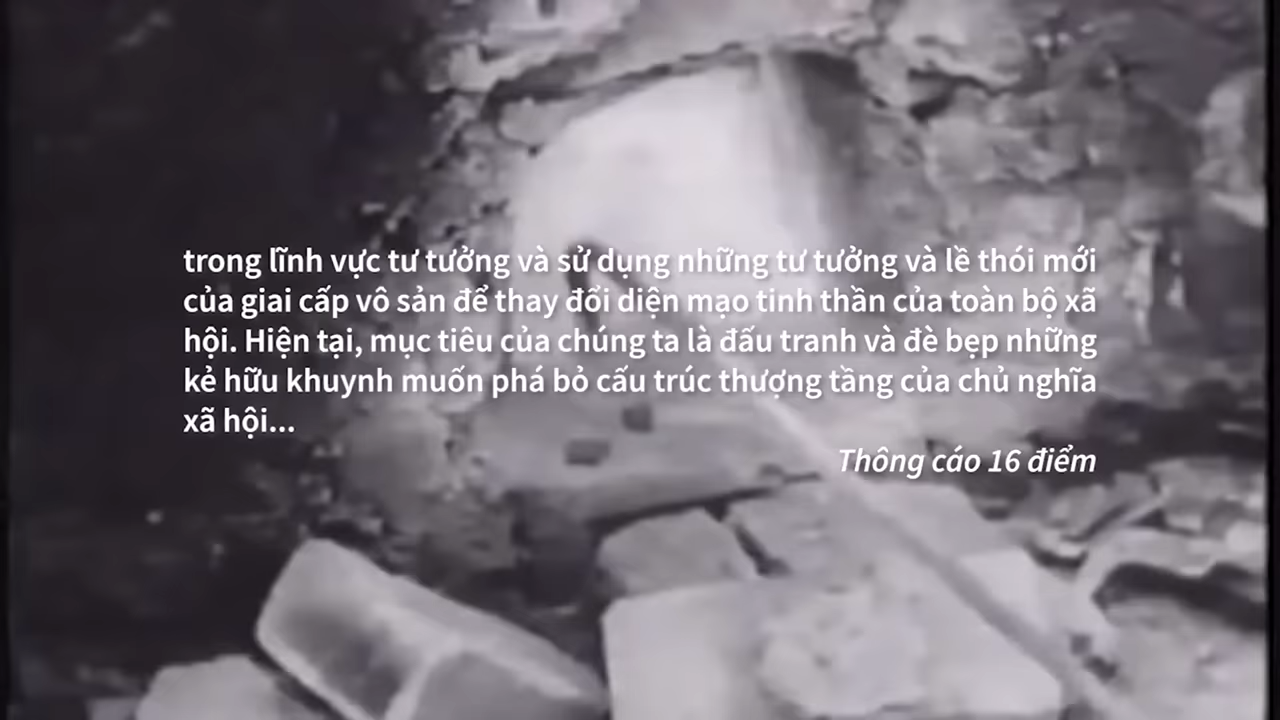 trong lĩnh vực tư tưởng và sử dụng những tư tưởng và lề thói mới
của giai cấp vô sản để thay đổi diện mạo tinh thần của toàn bộ xã
hội. Hiện tại, mục tiêu của chúng ta là đấu tranh và đè bẹp những
kẻ hữu khuynh muốn phá bỏ cấu trúc thượng tầng của chủ nghĩa
xã hội...
Thông cáo 16 điểm